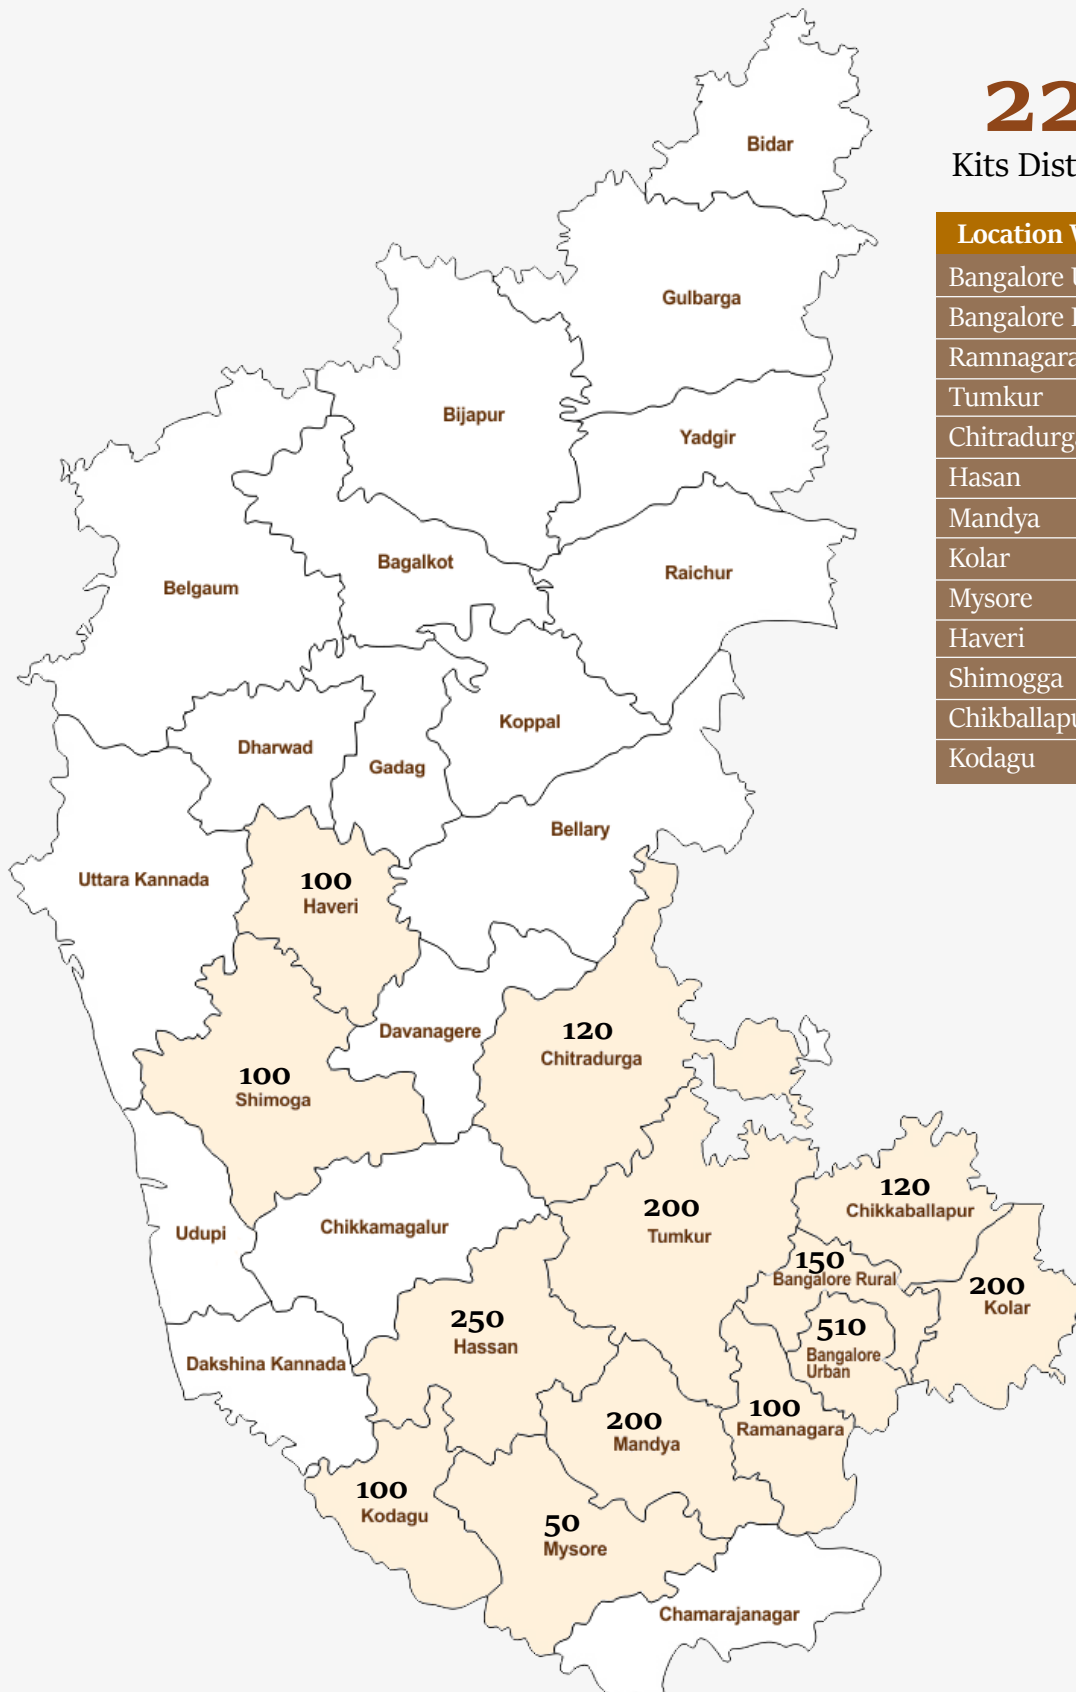 22
Kits Dist
Location
Bangalore
Bangalore
Ramnagara
Tumkur
Chitradurg
Hasan
Mandya
Kolar
Mysore
Haveri
Shimogga
Chikballapu
Kodagu
Bidar
Gulbarga
Bijapur
Yadgir
Bagalkot
Raichur
Belgaum
Koppal
Dharwad
Gadag
Bellary
Uttara Kannada
100
Haveri
Davanagere
120
Chitradurga
100
Shimoga
120
Chikkaballapur
200
Tumkur
Udupi
Chikkamagalur
150
Bangalore Rural
200
Kolar
250
Hassan
510
Bangalore
Urban
Dakshina Kannada
100
Ramanagara
200
Mandya
100
Kodagu
50
Mysore
Chamarajanagar